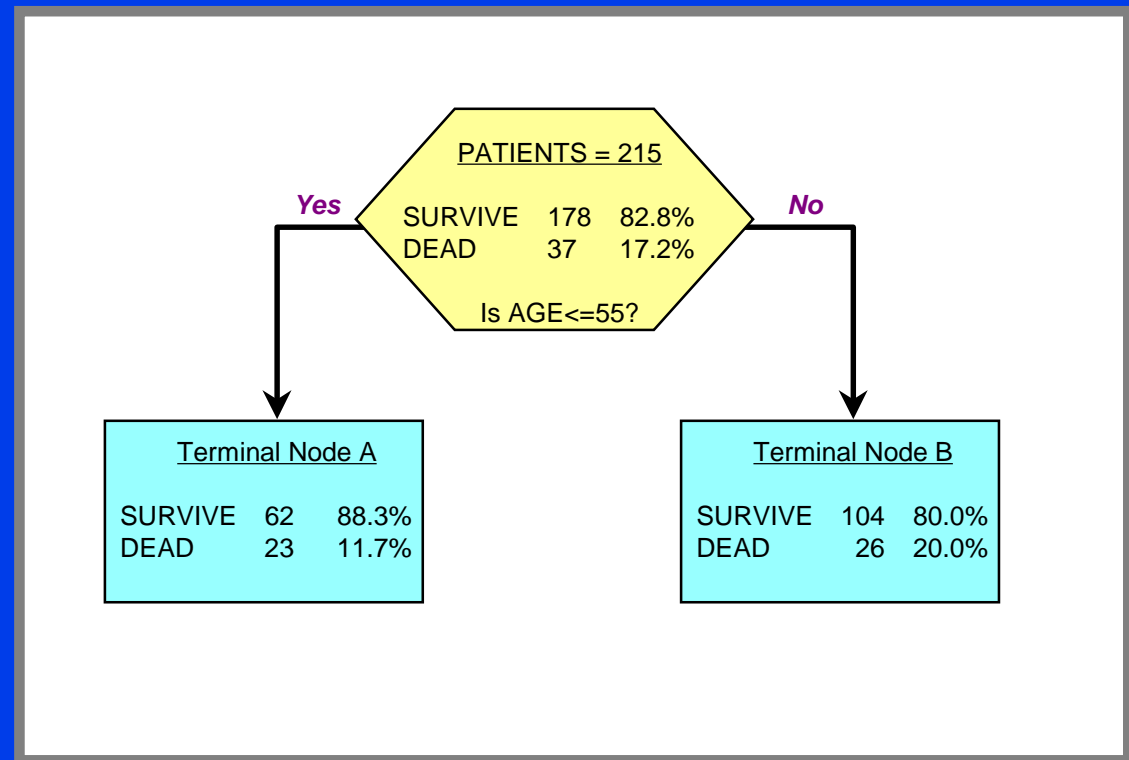 PATIENTS = 215
Yes
No
SURVIVE 178 82.8%
DEAD 37 17.2%
Is AGE<=55?
Terminal Node A
SURVIVE 62 88.3%
DEAD 23 11.7%
Terminal Node B
SURVIVE 104 80.0%
DEAD 26 20.0%